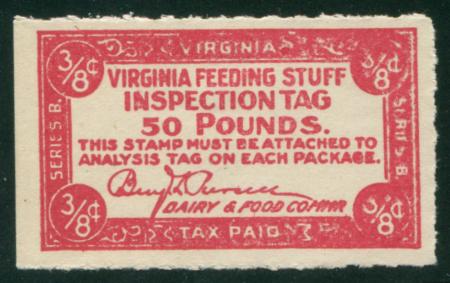 3/8¢ VIRGINIA 3/8¢
VIRGINIA FEEDING STUFF
INSPECTION TAG
50 POUNDS.
THIS STAMP MUST BE ATTACHED TO
ANALYSIS TAG ON EACH PACKAGE.
DAIRY & FOOD COMMR
SERIES B.
SERIES B
3/8¢ TAX PAID 3/8¢